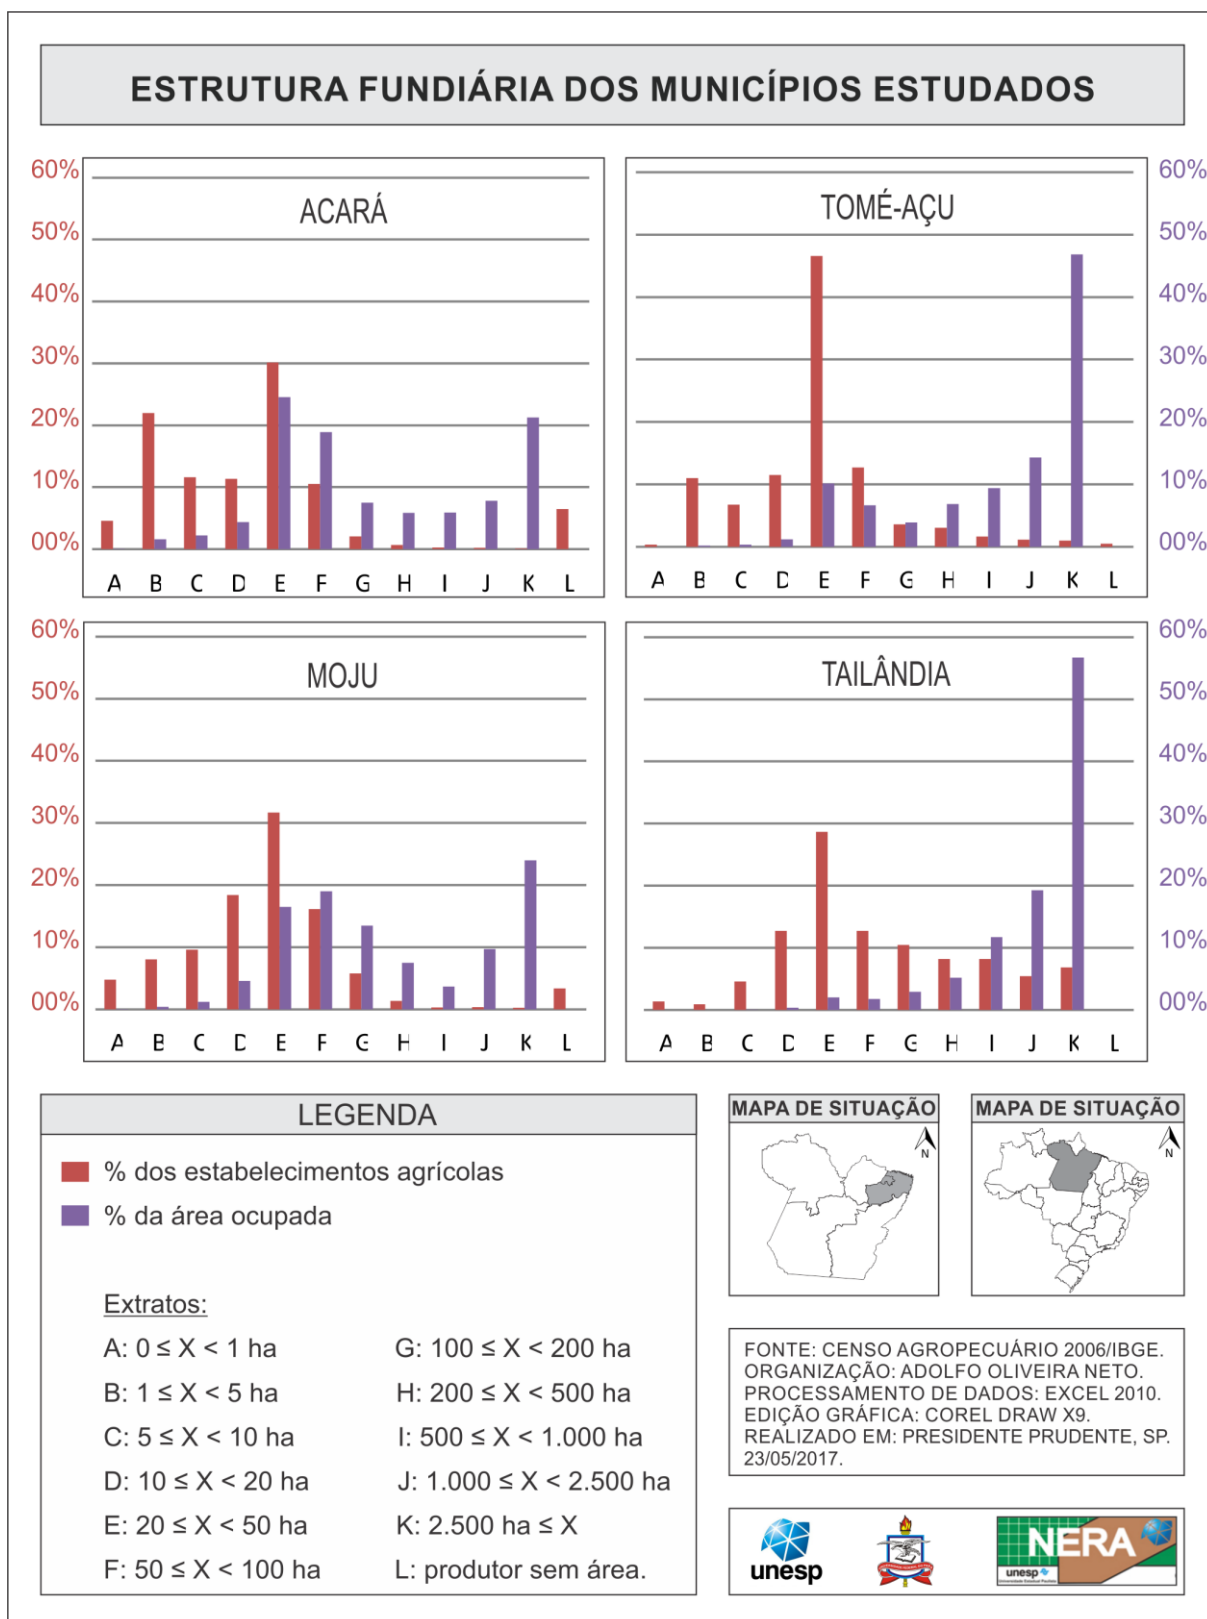 ESTRUTURA FUNDIÁRIA DOS MUNICÍPIOS ESTUDADOS
ACARÁ
60%
50%
40%
30%
20%
10%
00%
A B C D E F G H I J K L
TOMÉ-AÇU
60%
50%
40%
30%
20%
10%
00%
A B C D E F G H I J K L
MOJU
60%
50%
40%
30%
20%
10%
00%
A B C D E F G H I J K L
TAILÂNDIA
60%
50%
40%
30%
20%
10%
00%
A B C D E F G H I J K L
LEGENDA
% dos estabelecimentos agrícolas
% da área ocupada
Extratos:
A: 0 ≤ X < 1 ha
B: 1 ≤ X < 5 ha
C: 5 ≤ X < 10 ha
D: 10 ≤ X < 20 ha
E: 20 ≤ X < 50 ha
F: 50 ≤ X < 100 ha
G: 100 ≤ X < 200 ha
H: 200 ≤ X < 500 ha
I: 500 ≤ X < 1.000 ha
J: 1.000 ≤ X < 2.500 ha
K: 2.500 ha ≤ X
L: produtor sem área.
MAPA DE SITUAÇÃO
N
MAPA DE SITUAÇÃO
N
FONTE: CENSO AGROPECUÁRIO 2006/IBGE.
ORGANIZAÇÃO: ADOLFO OLIVEIRA NETO.
PROCESSAMENTO DE DADOS: EXCEL 2010.
EDIÇÃO GRÁFICA: COREL DRAW X9.
REALIZADO EM: PRESIDENTE PRUDENTE, SP.
23/05/2017.
unesp
NERA
unesp
Universidade Estadual Paulista